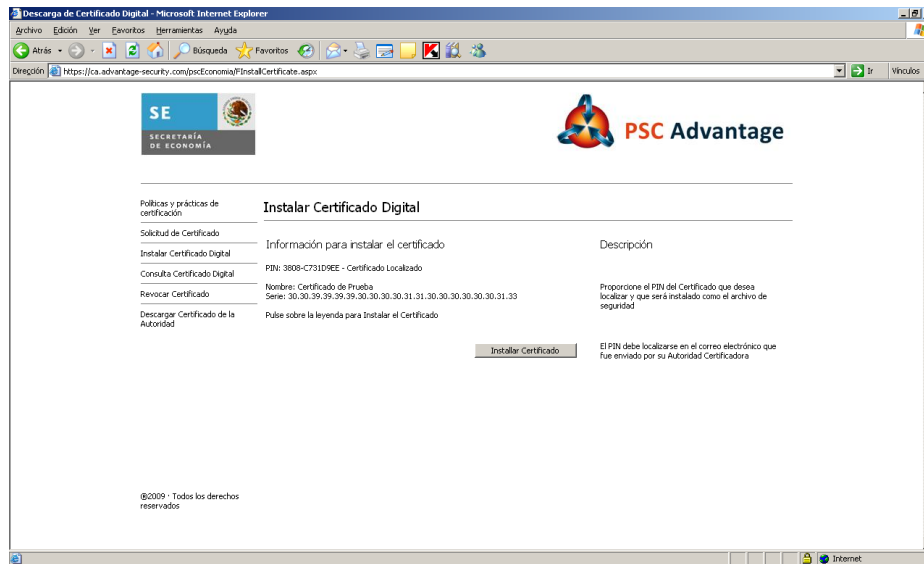 Descarga de Certificado Digital - Microsoft Internet Explorer
Archivo Edición Ver Favoritos Herramientas Ayuda
Atrás Búsqueda Favoritos
Dirección https://ca.advantage-security.com/pscEconomia/FInstallCertificate.aspx Ir Vínculos
SE
SECRETARÍA
DE ECONOMÍA
PSC Advantage
Políticas y prácticas de
certificación
Solicitud de Certificado
Instalar Certificado Digital
Consulta Certificado Digital
Revocar Certificado
Descargar Certificado de la
Autoridad
Instalar Certificado Digital
Información para instalar el certificado
PIN: 3808-C731D9EE - Certificado Localizado
Nombre: Certificado de Prueba
Serie: 30.30.39.39.39.39.30.30.30.30.31.31.30.30.30.30.30.30.31.33
Pulse sobre la leyenda para Instalar el Certificado
Installar Certificado
Descripción
Proporcione el PIN del Certificado que desea
localizar y que será instalado como el archivo de
seguridad
El PIN debe localizarse en el correo electrónico que
fue enviado por su Autoridad Certificadora
®2009 · Todos los derechos
reservados
Internet